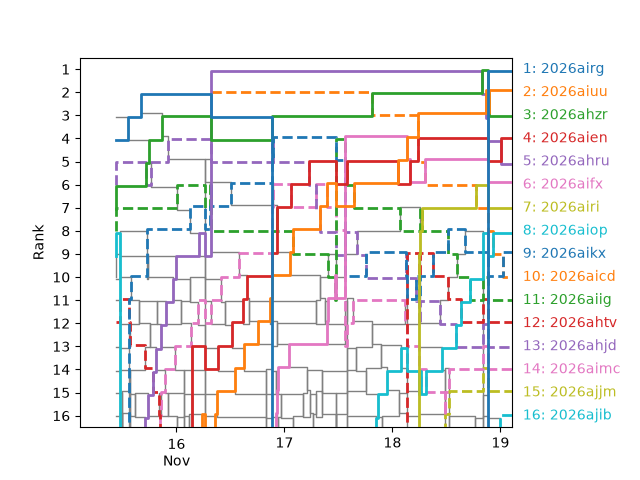 1
2
3
4
5
6
7
8
9
10
11
12
13
14
15
16
Rank
16
17
18
19
Nov
1: 2026airg
2: 2026aiuu
3: 2026ahzr
4: 2026aien
5: 2026ahru
6: 2026aifx
7: 2026airi
8: 2026aiop
9: 2026aikx
10: 2026aicd
11: 2026aiig
12: 2026ahtv
13: 2026ahjd
14: 2026aimc
15: 2026ajjm
16: 2026ajib